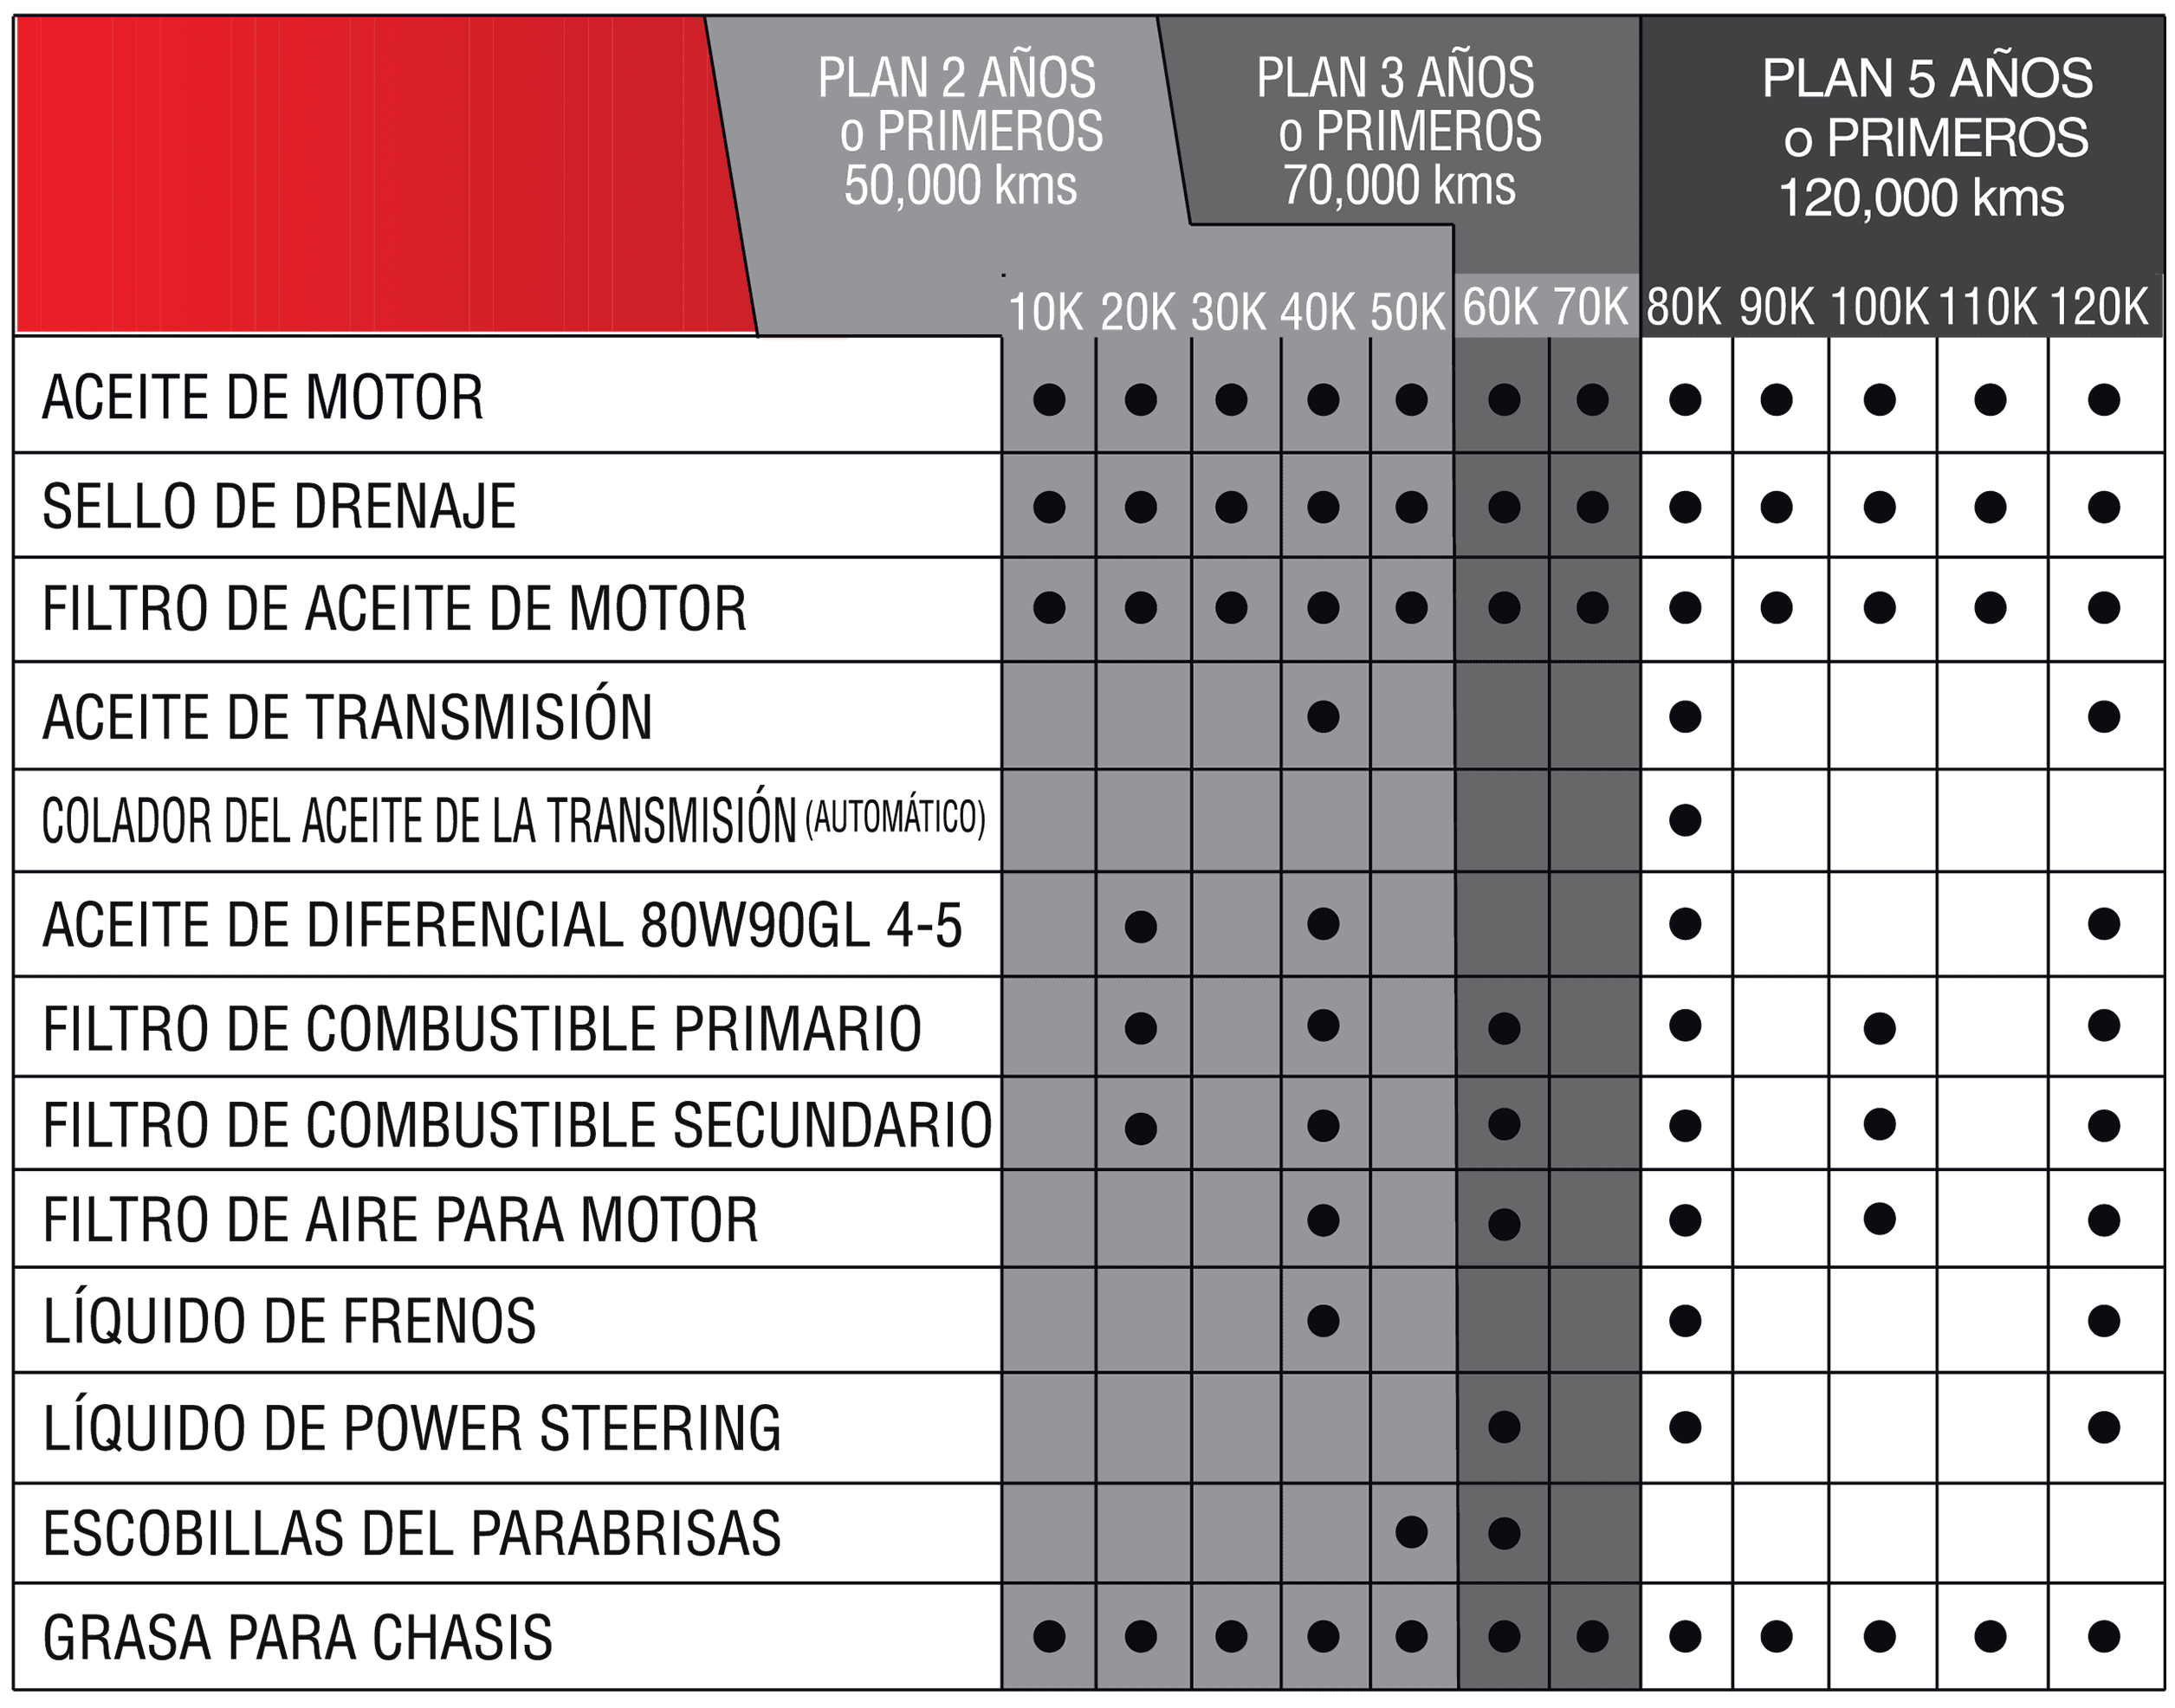 PLAN 2 AÑOS
o PRIMEROS
50,000 kms
PLAN 3 AÑOS
o PRIMEROS
70,000 kms
PLAN 5 AÑOS
o PRIMEROS
120,000 kms
10K 20K 30K 40K 50K 60K 70K 80K 90K 100K 110K 120K
ACEITE DE MOTOR
SELLO DE DRENAJE
FILTRO DE ACEITE DE MOTOR
ACEITE DE TRANSMISIÓN
COLADOR DEL ACEITE DE LA TRANSMISIÓN (AUTOMÁTICO)
ACEITE DE DIFERENCIAL 80W90GL 4-5
FILTRO DE COMBUSTIBLE PRIMARIO
FILTRO DE COMBUSTIBLE SECUNDARIO
FILTRO DE AIRE PARA MOTOR
LÍQUIDO DE FRENOS
LÍQUIDO DE POWER STEERING
ESCOBILLAS DEL PARABRISAS
GRASA PARA CHASIS